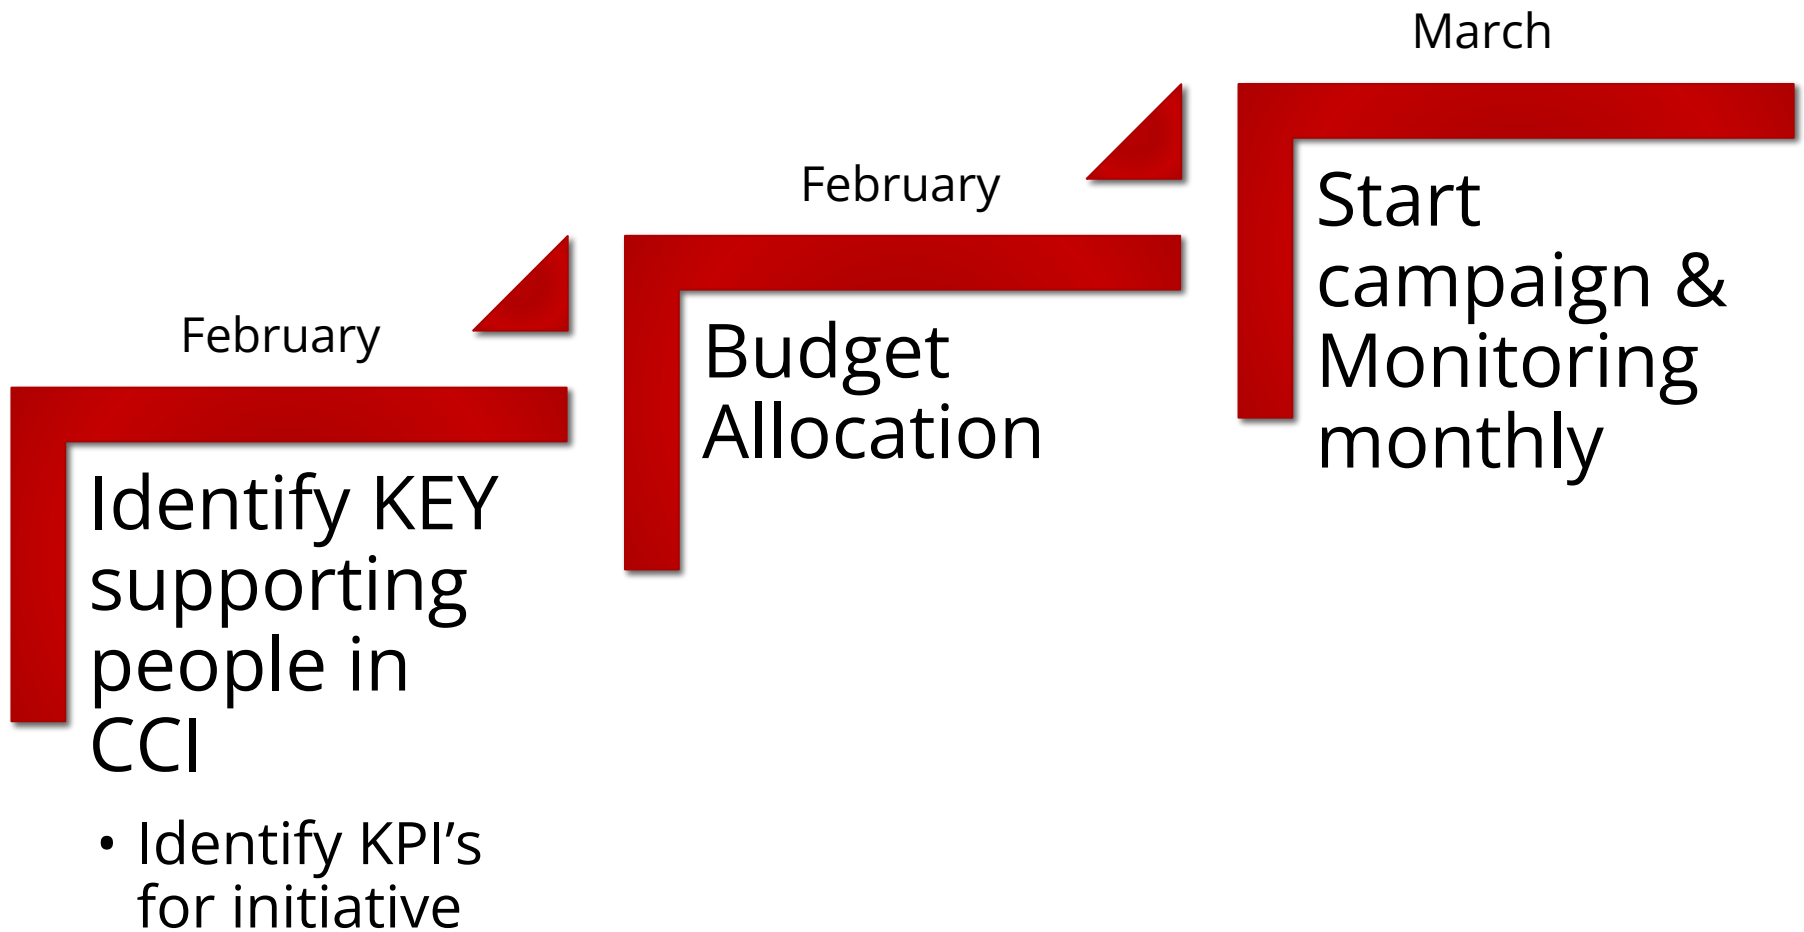 February
Identify KEY
supporting
people in
CCI
• Identify KPI’s
for initiative
February
Budget
Allocation
March
Start
campaign &
Monitoring
monthly